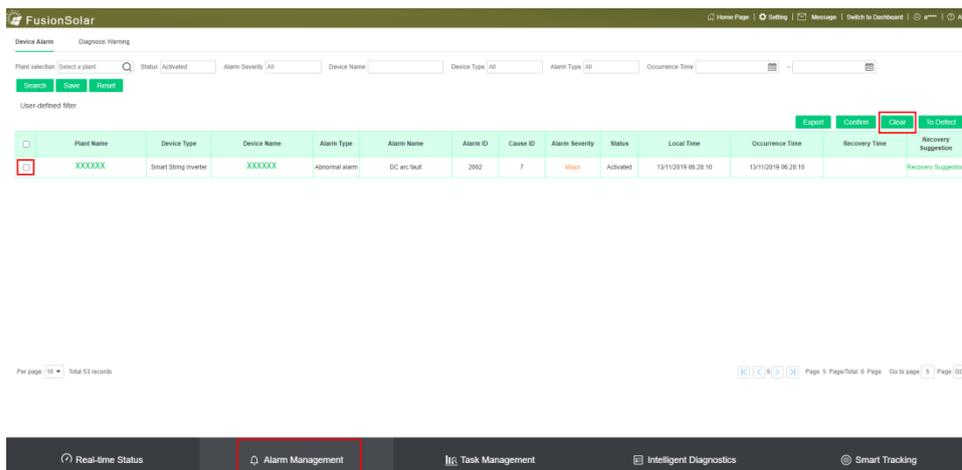 FusionSolar
Home Page | Setting | Message | Switch to Dashboard | a**** | A
Device Alarm Diagnosis Warning
Plant selection Select a plant. Status Activated Alarm Severity All Device Name Device Type All Alarm Type All Occurrence Time -
Search Save Reset
User-defined filter
Export Confirm Clear To Defect
Plant Name Device Type Device Name Alarm Type Alarm Name Alarm ID Cause ID Alarm Severity Status Local Time Occurrence Time Recovery Time Recovery Suggestion
XXXXXX Smart String Inverter XXXXXX Abnormal alarm DC arc fault 2002 7 Major Activated 13/11/2019 06:28:10 13/11/2019 06:28:10 Recovery Suggestio
Per page: 10 Total 53 records
5 Page 5 Page/Total 6 Page Go to page 5 Page GO
Real-time Status Alarm Management Task Management Intelligent Diagnostics Smart Tracking